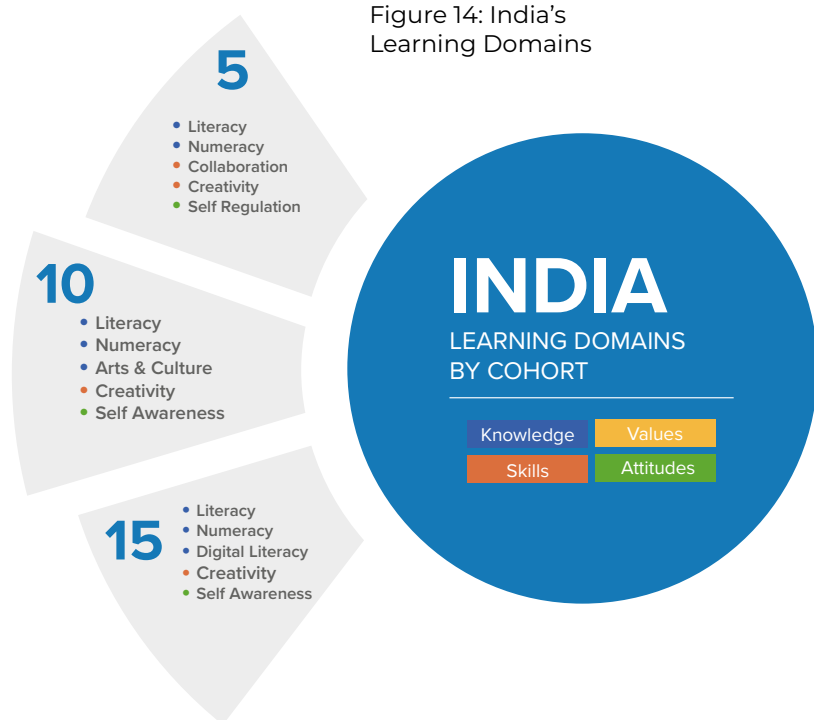 Figure 14: India’s
Learning Domains
5
• Literacy
• Numeracy
• Collaboration
• Creativity
• Self Regulation
10
• Literacy
• Numeracy
• Arts & Culture
• Creativity
• Self Awareness
15
• Literacy
• Numeracy
• Digital Literacy
• Creativity
• Self Awareness
INDIA
LEARNING DOMAINS
BY COHORT
Knowledge Values
Skills Attitudes